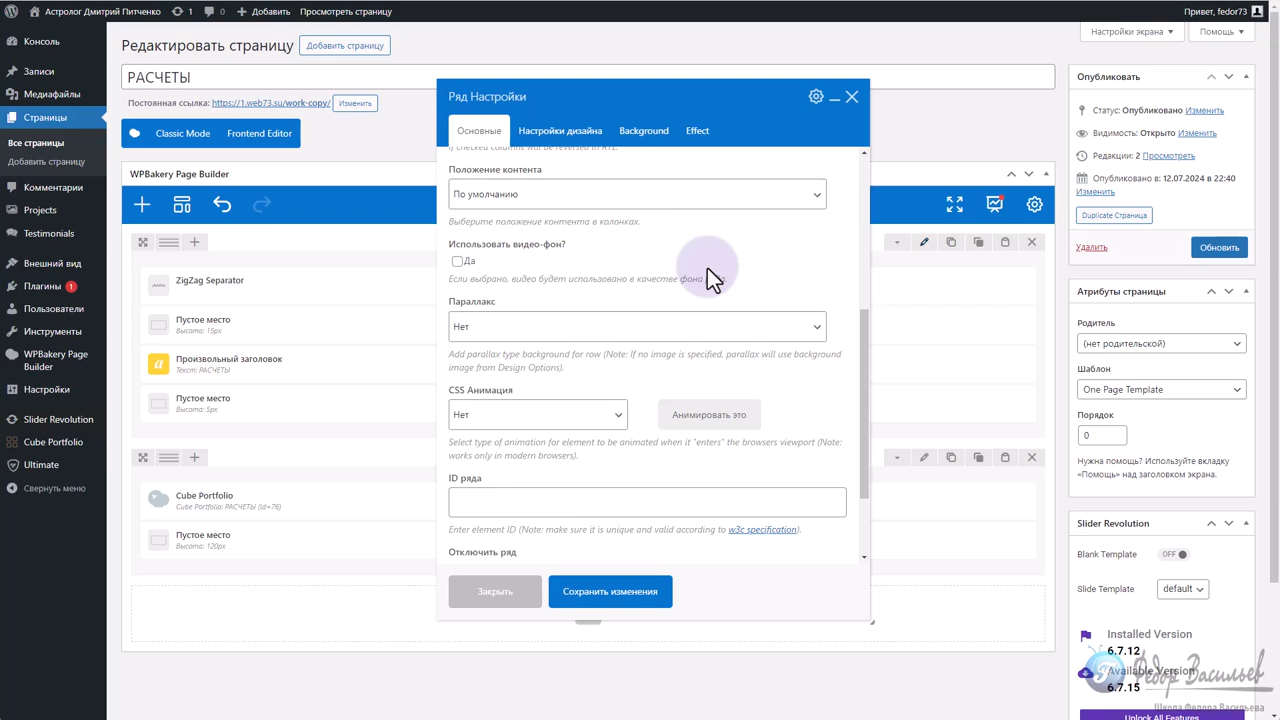 Астролог Дмитрий Питненко
1
0
Добавить
Slider Revolution
Привет, fedor73
Консоль
Записи
Медиафайлы
Страницы
Все страницы
Добавить страницу
Комментарии
Projects
Testimonials
Внешний вид
Плагины 1
Пользователи
Инструменты
WPBakery Page
Builder
Настройки
Slider Revolution
Cube Portfolio
Ultimate
Свернуть меню
Редактировать страницу
Добавить страницу
Настройки экрана
Помощь
РАСЧЕТЫ
Постоянная ссылка: https://1.web73.su/work-copy/ Изменить
Classic Mode
Frontend Editor
WPBakery Page Builder
ZigZag Separator
Пустое место
Высота: 15px
Произвольный заголовок
Текст: РАСЧЕТЫ
Пустое место
Высота: 5px
Cube Portfolio
Cube Portfolio: РАСЧЕТЫ (id=76)
Пустое место
Высота: 120px
Ряд Настройки
Основные
Настройки дизайна
Background
Effect
If checked columns will be reversed in RTL.
Положение контента
По умолчанию
Выберите положение контента в колонках.
Использовать видео-фон?
Да
Если выбрано, видео будет использовано в качестве фона
Параллакс
Нет
Add parallax type background for row (Note: If no image is specified, parallax will use background
image from Design Options).
CSS Анимация
Нет
Анимировать это
Select type of animation for element to be animated when it "enters" the browsers viewport (Note:
works only in modern browsers).
ID ряда
Enter element ID (Note: make sure it is unique and valid according to w3c specification).
Отключить ряд
Закрыть
Сохранить изменения
Опубликовать
Статус: Опубликовано Изменить
Видимость: Открыто Изменить
Редакции: 2 Просмотреть
Опубликовано в: 12.07.2024 в 22:40
Изменить
Duplicate Страница
Удалить
Обновить
Атрибуты страницы
Родитель
(нет родительской)
Шаблон
One Page Template
Порядок
0
Нужна помощь? Используйте вкладку
«Помощь» над заголовком экрана.
Slider Revolution
Blank Template
OFF
Slide Template
default
Installed Version
6.7.12
Available Version
6.7.15
Unlock All Features
Федор Васильев
Школа Федора Васильева